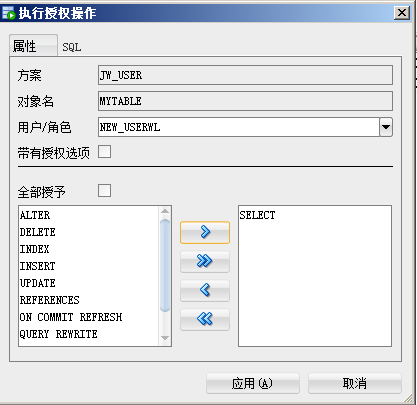 执行授权操作
属性 SQL
方案 JW_USER
对象名 MYTABLE
用户/角色 NEW_USERWL
带有授权选项
全部授予
ALTER
DELETE
INDEX
INSERT
UPDATE
REFERENCES
ON COMMIT REFRESH
QUERY REWRITE
SELECT
应用(A) 取消